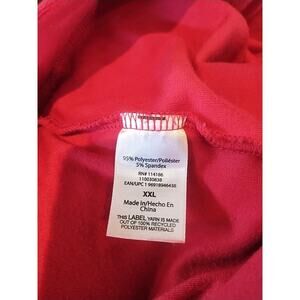 95% Polyester/Poliéster
5% Spandex
RN# 114186
110030838
EAN/UPC 1 96918946438
XXL
Made in/Hecho En
China
THIS LABEL YARN IS MADE
OUT OF 100% RECYCLED
POLYESTER MATERIALS